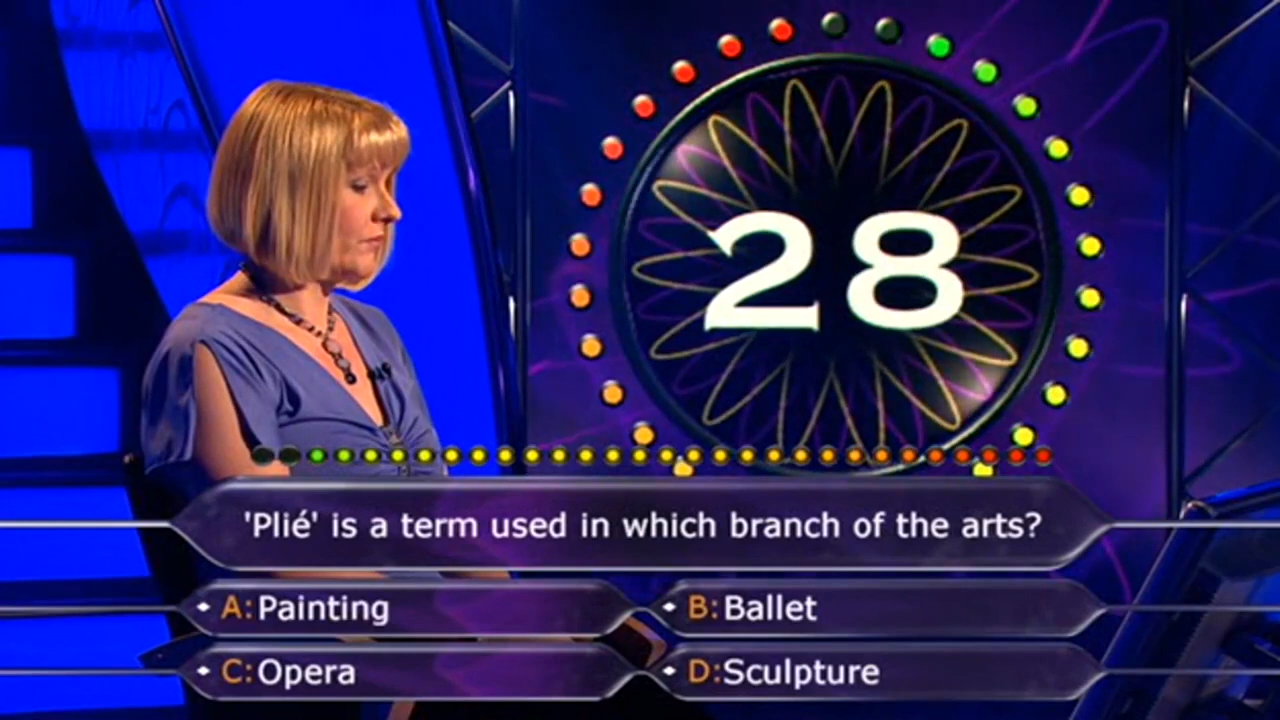 28
'Plié' is a term used in which branch of the arts?
A: Painting
B: Ballet
C: Opera
D: Sculpture